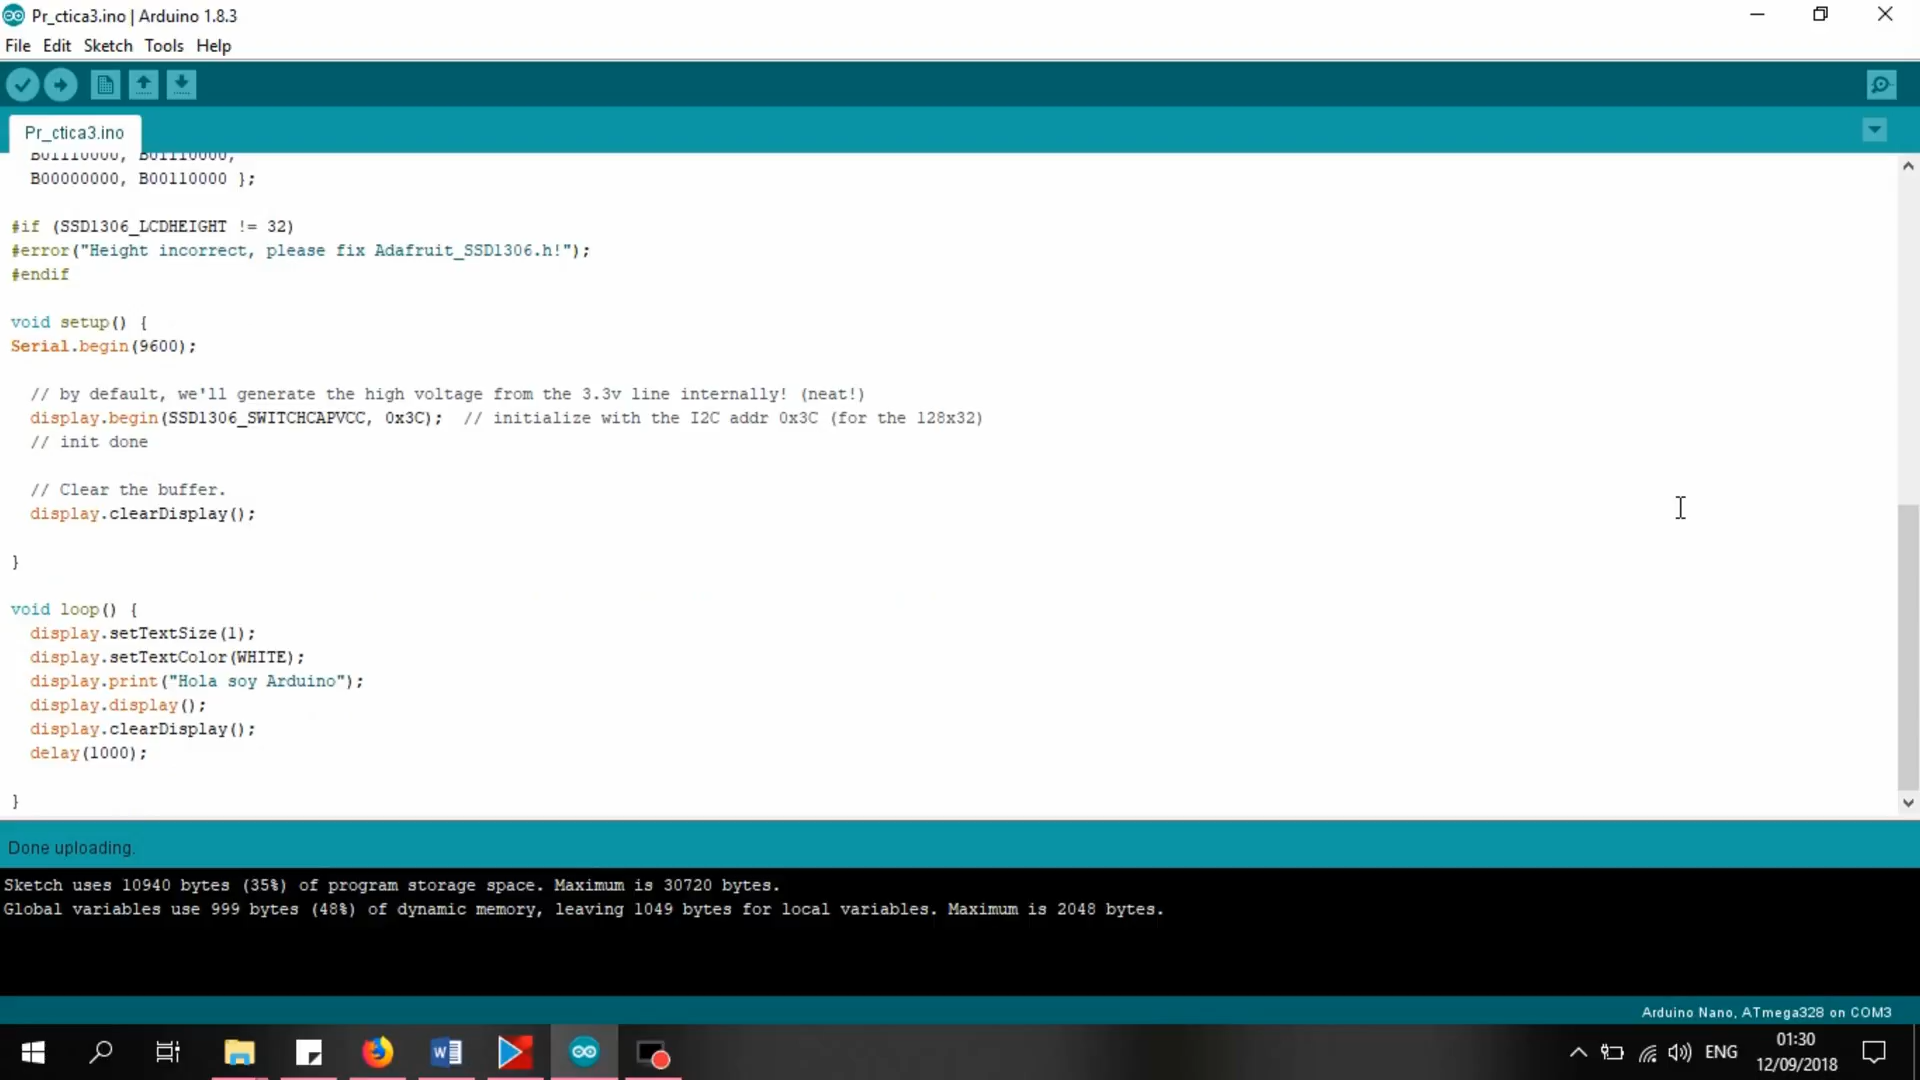 Pr_ctica3.ino | Arduino 1.8.3
File Edit Sketch Tools Help
Pr_ctica3.ino
B01110000, B01110000,
B00000000, B00110000 };
#if (SSD1306_LCDHEIGHT != 32)
#error("Height incorrect, please fix Adafruit_SSD1306.h!");
#endif
void setup() {
Serial.begin(9600);
// by default, we'll generate the high voltage from the 3.3v line internally! (neat!)
display.begin(SSD1306_SWITCHCAPVCC, 0x3C);  // initialize with the I2C addr 0x3C (for the 128x32)
// init done
// Clear the buffer.
display.clearDisplay();
}
void loop() {
display.setTextSize(1);
display.setTextColor(WHITE);
display.print("Hola soy Arduino");
display.display();
display.clearDisplay();
delay(1000);
}
Done uploading.
Sketch uses 10940 bytes (35%) of program storage space. Maximum is 30720 bytes.
Global variables use 999 bytes (48%) of dynamic memory, leaving 1049 bytes for local variables. Maximum is 2048 bytes.
Arduino Nano, ATmega328 on COM3
ENG
01:30
12/09/2018